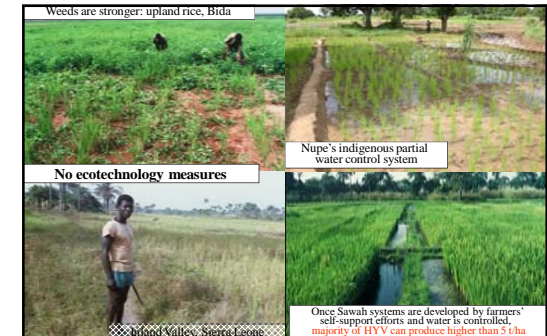 Weeds are stronger: upland rice, Bida
Nupe's indigenous partial
water control system
No ecotechnology measures
Inland Valley, Sierra Leone
Once Sawah systems are developed by farmers'
self-support efforts and water is controlled,
majority of HYV can produce higher than 5 t/ha